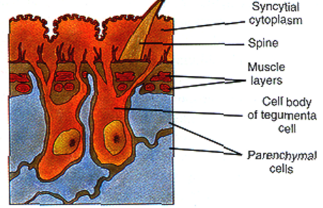 Syncytial
cytoplasm
Spine
Muscle
layers
Cell body
of tegumenta
cell
Parenchymal
cells